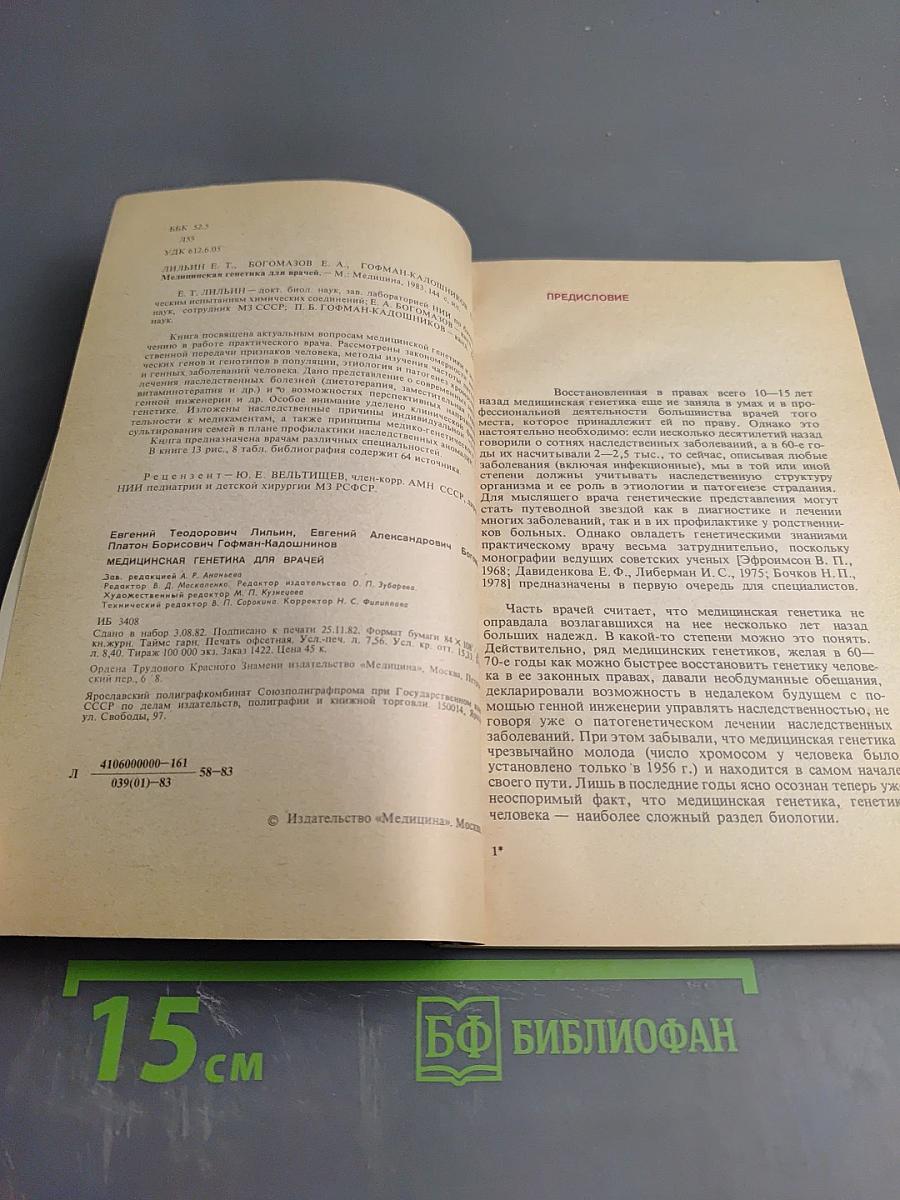 ББК 52.5
Л55
УДК 612.6.05
ЛИЛЬИН Е. Т., БОГОМАЗОВ Е. А., ГОФМАН-КАДОШНИКОВ
Медицинская генетика для врачей. — М.: Медицина, 1983, 144 с.
Е. Т. ЛИЛЬИН — докт. биол. наук, зав. лабораторией НИИ по
ческим испытаниям химических соединений; Е. А. БОГОМАЗОВ
наук, сотрудник МЗ СССР; П. Б. ГОФМАН-КАДОШНИКОВ —
наук.
Книга посвящена актуальным вопросам медицинской генетики и
чению в работе практического врача. Рассмотрены закономерности
ственной передачи признаков человека, методы изучения частоты
ческих генов и генотипов в популяции, этиология и патогенез
и генных заболеваний человека. Дано представление о современном
лечения наследственных болезней (диетотерапия, заместительная
витаминотерапия и др.) и о возможностях перспективных
генной инженерии и др. Особое внимание уделено клинической
генетике. Изложены наследственные причины индивидуальной
тельности к медикаментам, а также принципы медико-генетического
сультирования семей в плане профилактики наследственных аномалий
Книга предназначена врачам различных специальностей.
В книге 13 рис., 8 табл. библиография содержит 64 источника.
Рецензент — Ю. Е. ВЕЛЬТИЩЕВ, член-корр. АМН СССР,
НИИ педиатрии и детской хирургии МЗ РСФСР.
Евгений Теодорович Лильин, Евгений Александрович
Платон Борисович Гофман-Кадошников
МЕДИЦИНСКАЯ ГЕНЕТИКА ДЛЯ ВРАЧЕЙ
Зав. редакцией А. Р. Ананьева
Редактор В. Д. Москаленко. Редактор издательства О. П. Зубарева.
Художественный редактор М. П. Кузнецова
Технический редактор В. П. Сорокина. Корректор Н. С. Филиппова
ИБ 3408
Сдано в набор 3.08.82. Подписано к печати 25.11.82. Формат бумаги 84 ×
кн.журн. Таймс гарн. Печать офсетная. Усл.-печ. л. 7,56. Усл. кр. отт. 15,33.
л. 8,40. Тираж 100 000 экз. Заказ 1422. Цена 45 к.
Ордена Трудового Красного Знамени издательство «Медицина», Москва,
ский пер., 6 8.
Ярославский полиграфкомбинат Союзполиграфпрома при Государственном
СССР по делам издательств, полиграфии и книжной торговли. 150014,
ул. Свободы, 97.
Л 4106000000—161 58—83
039(01)—83
© Издательство «Медицина». Москва
ПРЕДИСЛОВИЕ
Восстановленная в правах всего 10—15 лет
назад медицинская генетика еще не заняла в умах и в про-
фессиональной деятельности большинства врачей того
места, которое принадлежит ей по праву. Однако это
настоятельно необходимо: если несколько десятилетий назад
говорили о сотнях наследственных заболеваний, а в 60-е го-
ды их насчитывали 2—2,5 тыс., то сейчас, описывая любые
заболевания (включая инфекционные), мы в той или иной
степени должны учитывать наследственную структуру
организма и ее роль в этиологии и патогенезе страдания.
Для мыслящего врача генетические представления могут
стать путеводной звездой как в диагностике и лечении
многих заболеваний, так и в их профилактике у родственни-
ков больных. Однако овладеть генетическими знаниями
практическому врачу весьма затруднительно, поскольку
монографии ведущих советских ученых [Эфроимсон В. П.,
1968; Давиденкова Е. Ф., Либерман И. С., 1975; Бочков Н. П.,
1978] предназначены в первую очередь для специалистов.
Часть врачей считает, что медицинская генетика не
оправдала возлагавшихся на нее несколько лет назад
больших надежд. В какой-то степени можно это понять.
Действительно, ряд медицинских генетиков, желая в 60—
70-е годы как можно быстрее восстановить генетику челове-
ка в ее законных правах, давали необдуманные обещания,
декларировали возможность в недалеком будущем с по-
мощью генной инженерии управлять наследственностью, не
говоря уже о патогенетическом лечении наследственных
заболеваний. При этом забывали, что медицинская генетика
чрезвычайно молода (число хромосом у человека было
установлено только в 1956 г.) и находится в самом начале
своего пути. Лишь в последние годы ясно осознан теперь уже
неоспоримый факт, что медицинская генетика, генетика
человека — наиболее сложный раздел биологии.
1*
15 см
БФ БИБЛИОФАН